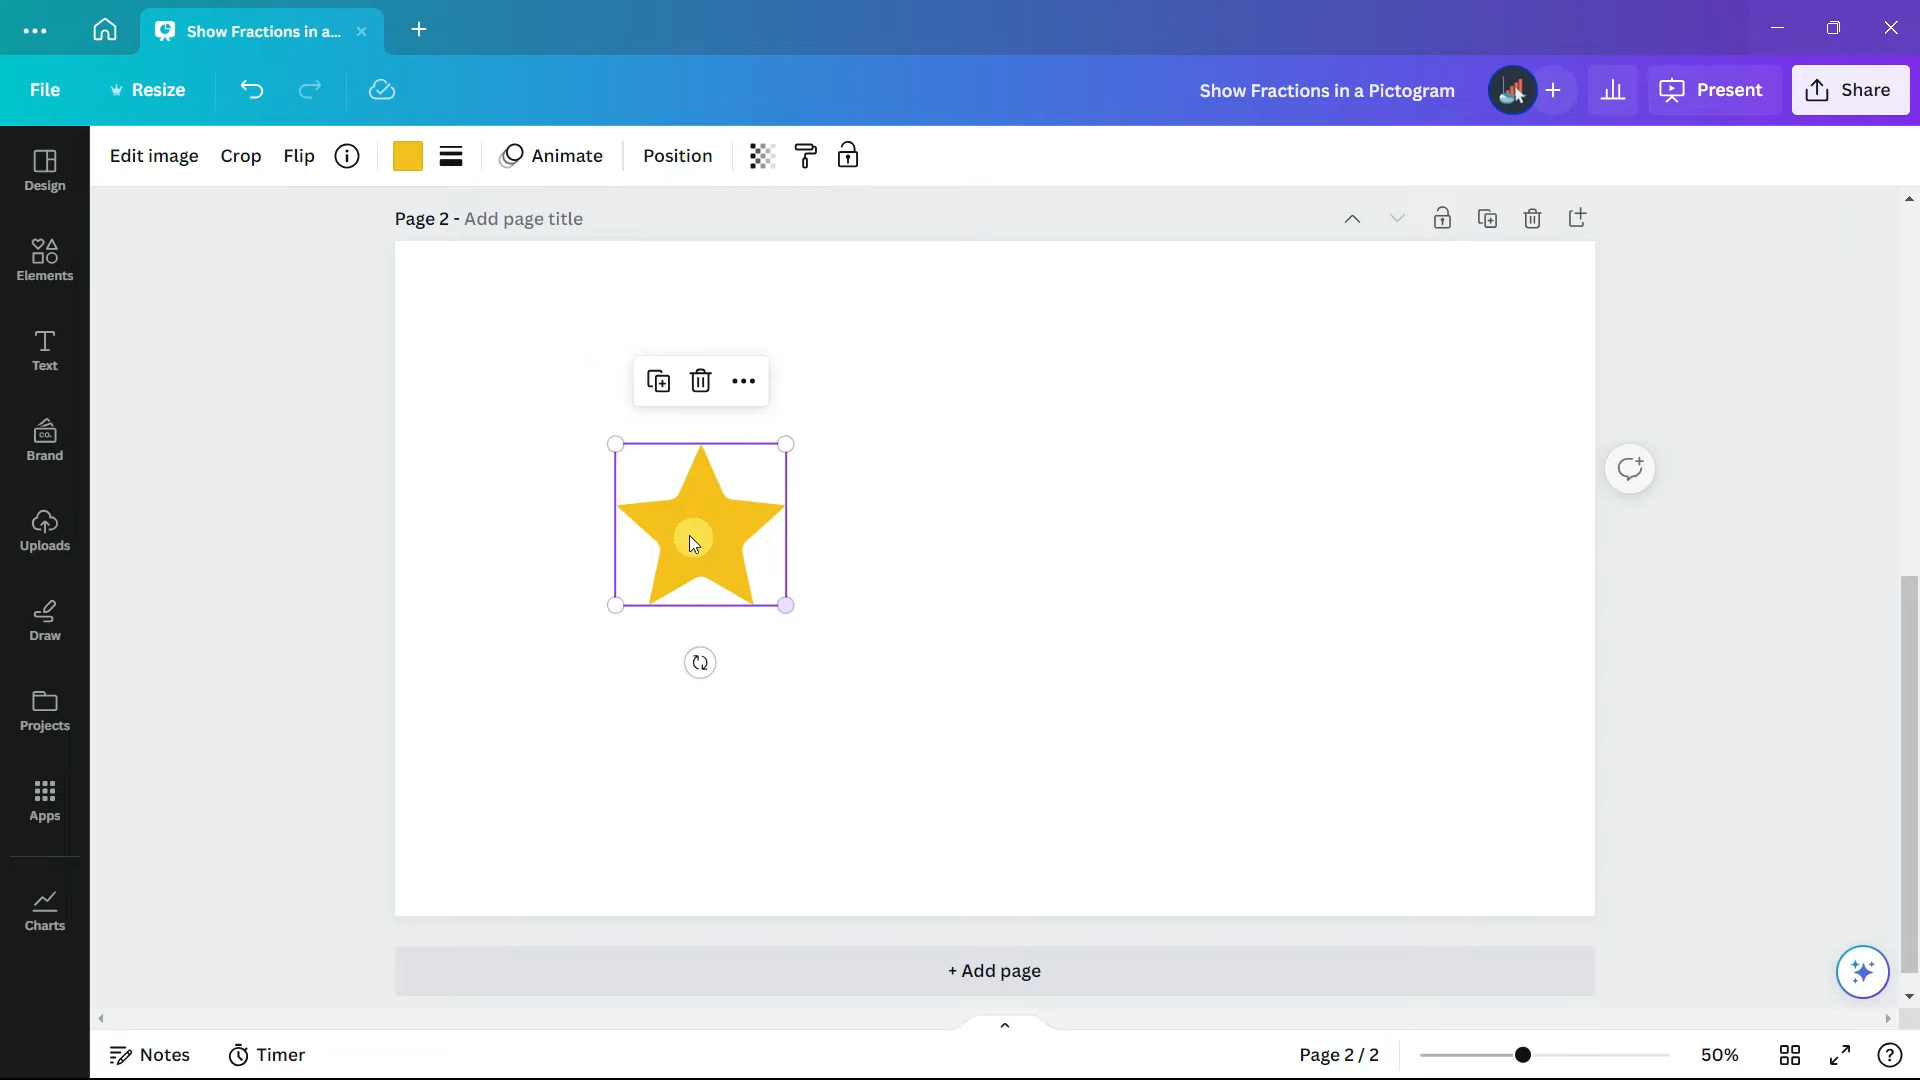 Show Fractions in a...
File
Resize
Show Fractions in a Pictogram
Present
Share
Edit image
Crop
Flip
Animate
Position
Design
Elements
Text
CO.
Brand
Uploads
Draw
Projects
Apps
Charts
Page 2 - Add page title
+ Add page
Notes
Timer
Page 2 / 2
50%